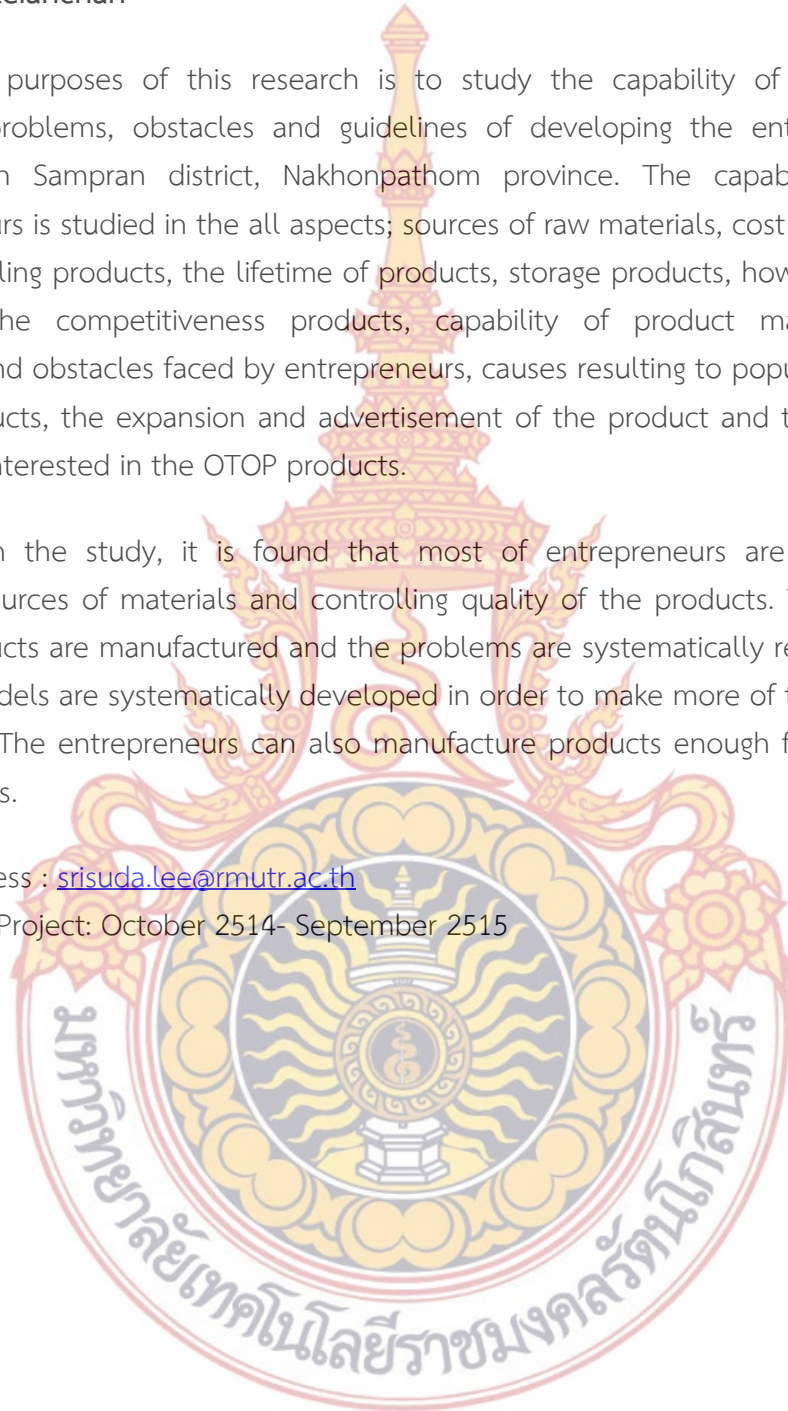 purposes of this research is to study the capability of
problems, obstacles and guidelines of developing the ent
Sampran district, Nakhonpathom province. The capab
urs is studied in the all aspects; sources of raw materials, cost
ling products, the lifetime of products, storage products, how
he competitiveness products, capability of product ma
nd obstacles faced by entrepreneurs, causes resulting to popu
ucts, the expansion and advertisement of the product and t
nterested in the OTOP products.
the study, it is found that most of entrepreneurs are
urces of materials and controlling quality of the products.
ucts are manufactured and the problems are systematically re
dels are systematically developed in order to make more of t
The entrepreneurs can also manufacture products enough f
s.
ess : srisuda.lee@rmutr.ac.th
Project: October 2514- September 2515
มหาวิทยาลัยเทคโนโลยีราชมงคลรัตนโกสินทร์